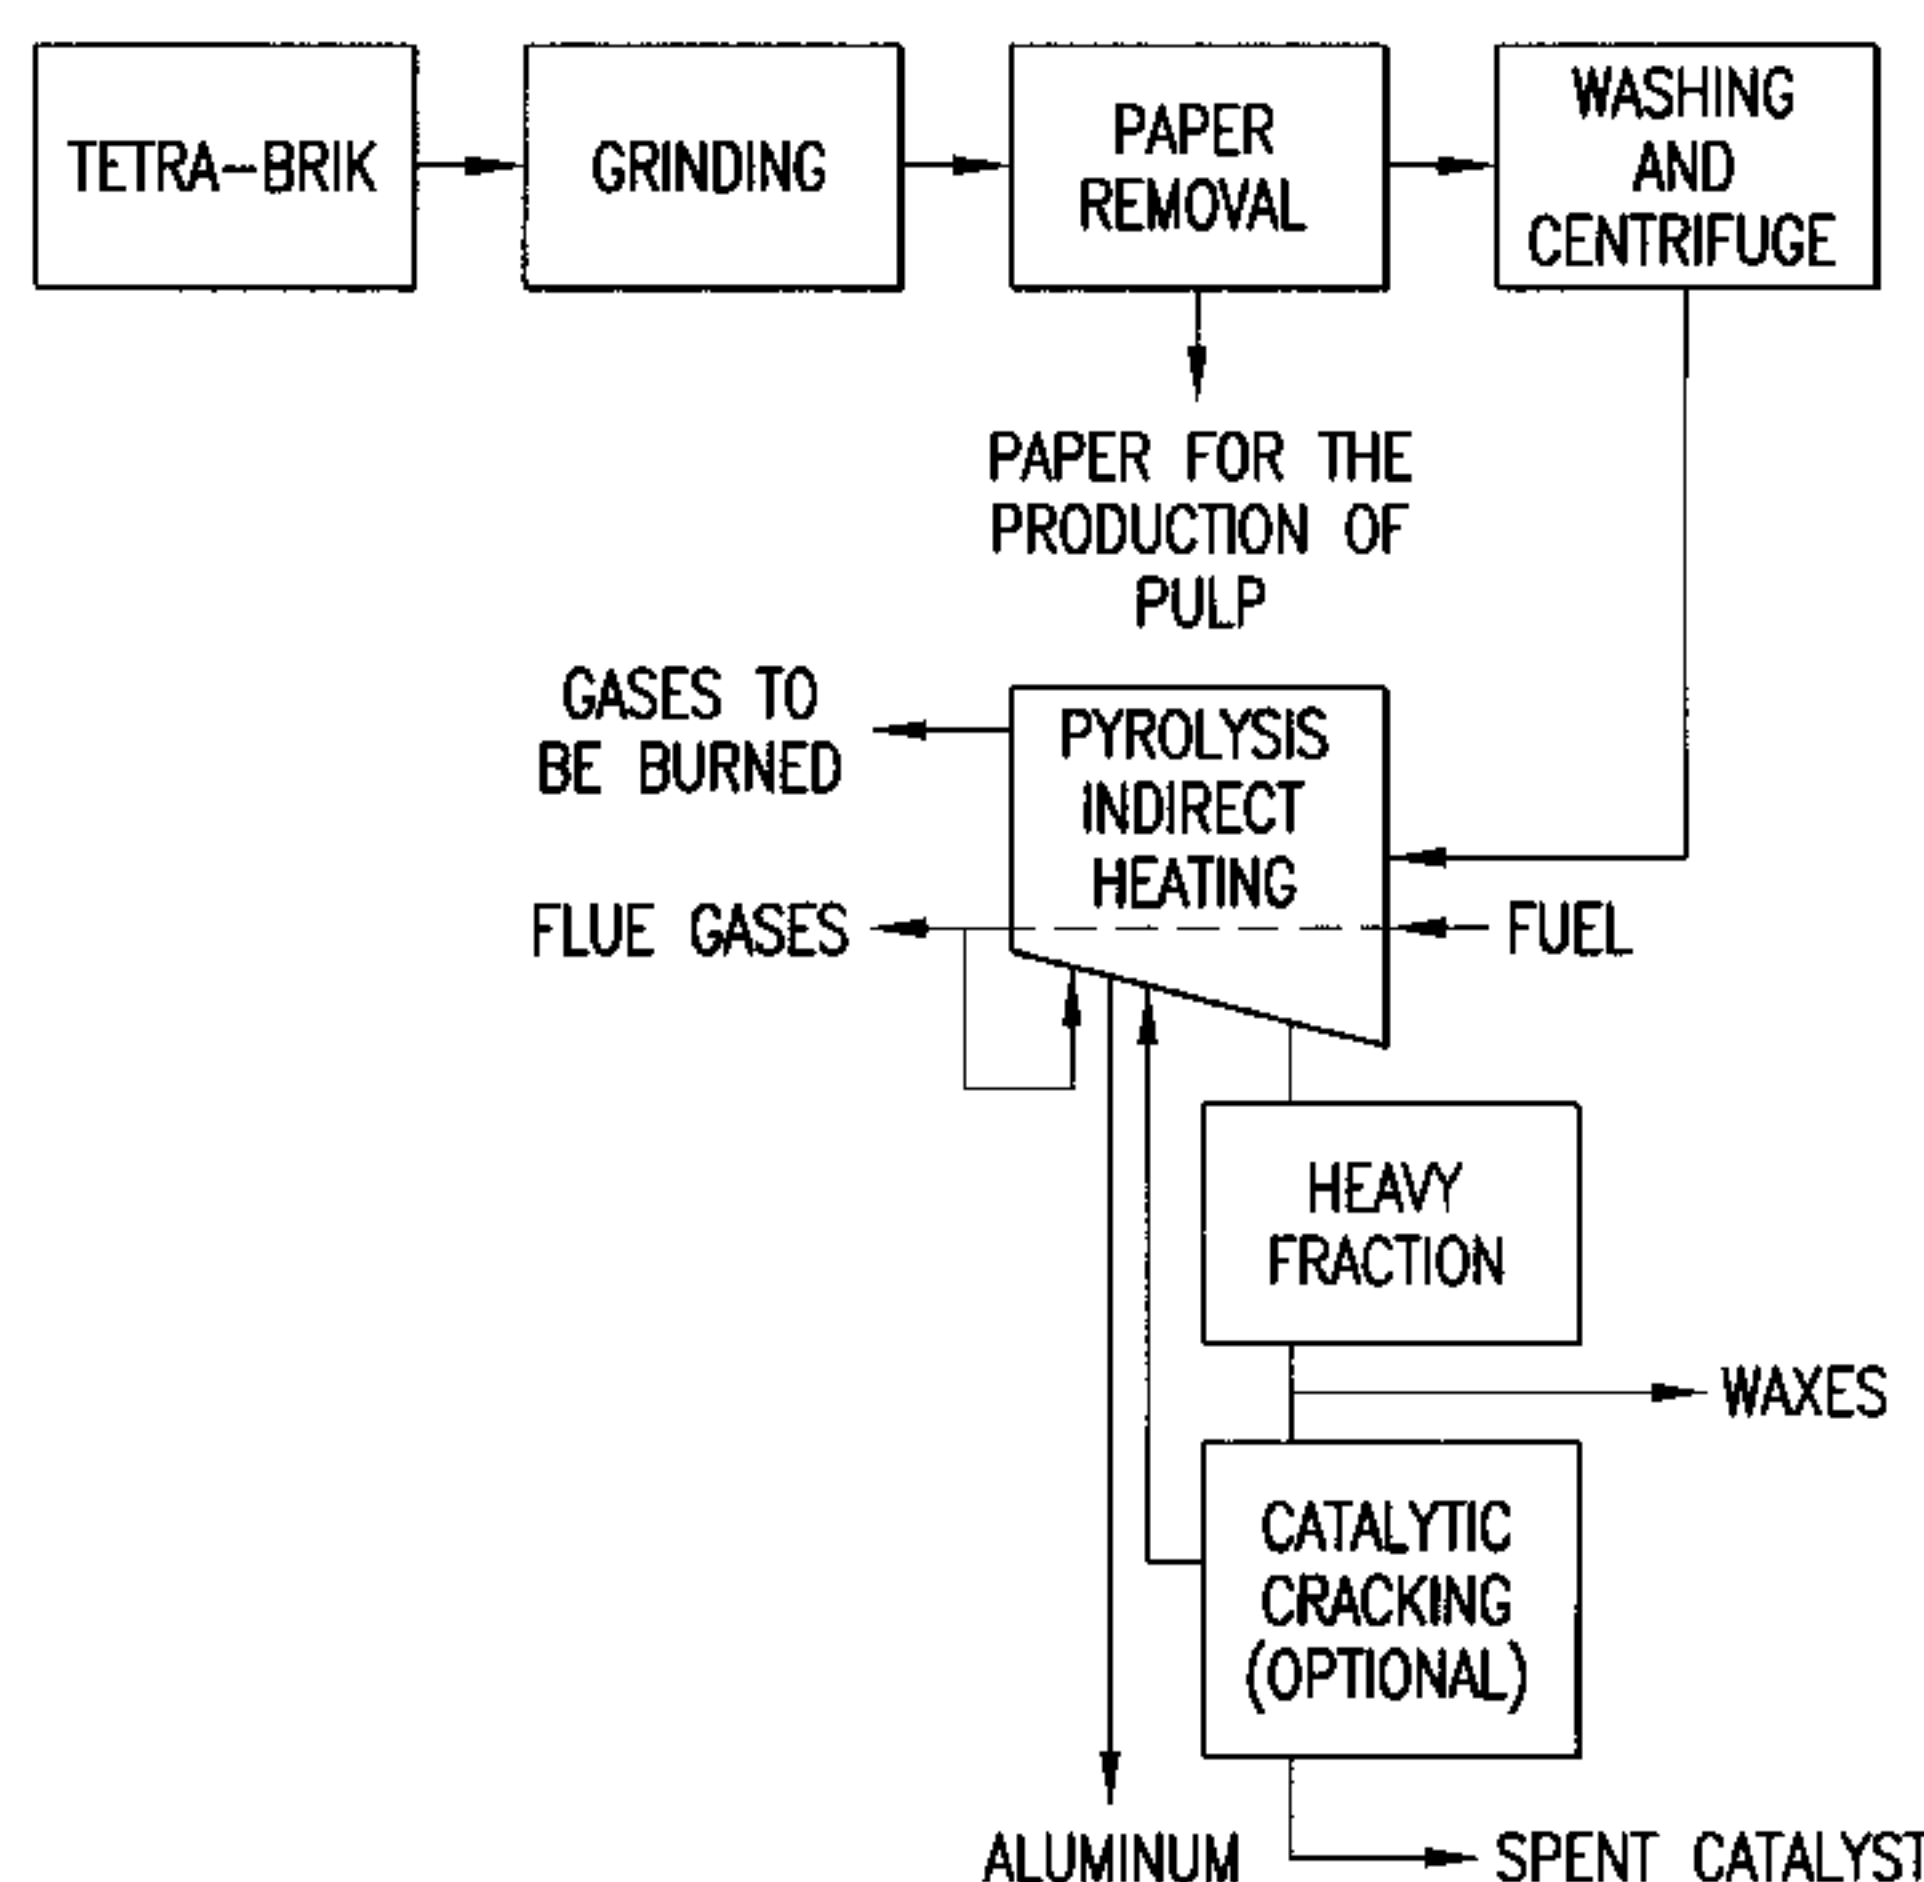 TETRA-BRIK
GRINDING
PAPER
REMOVAL
WASHING
AND
CENTRIFUGE
PAPER FOR THE
PRODUCTION OF
PULP
GASES TO
BE BURNED
PYROLYSIS
INDIRECT
HEATING
FLUE GASES
FUEL
HEAVY
FRACTION
WAXES
CATALYTIC
CRACKING
(OPTIONAL)
ALUMINUM
SPENT CATALYST